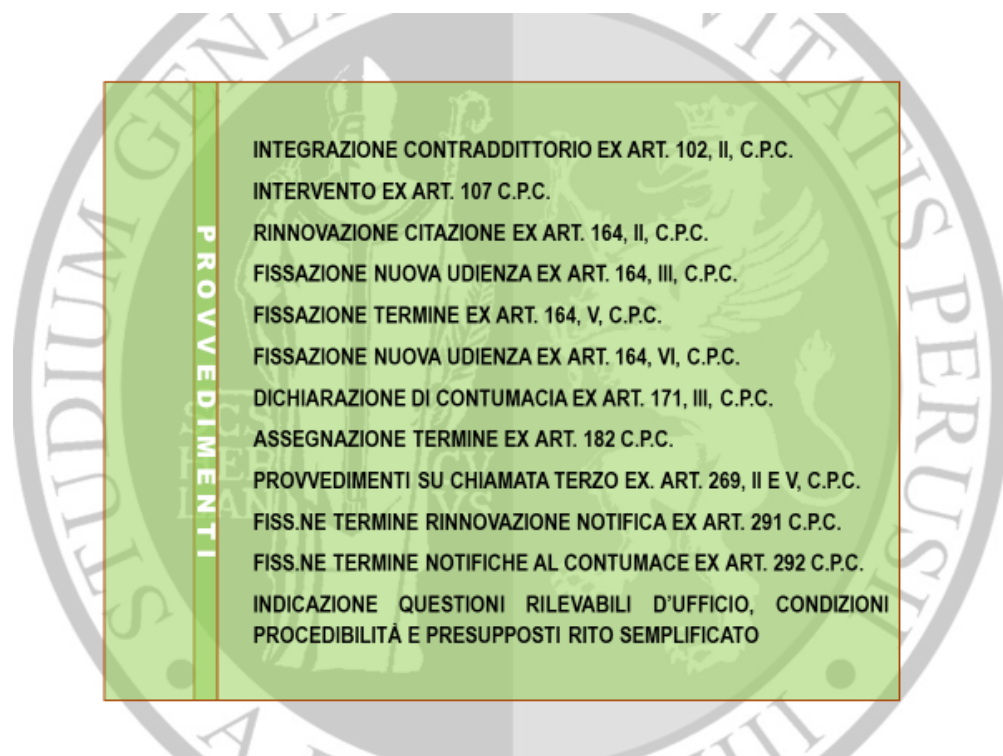 PROVVEDIMENTI
INTEGRAZIONE CONTRADDITTORIO EX ART. 102, II, C.P.C.
INTERVENTO EX ART. 107 C.P.C.
RINNOVAZIONE CITAZIONE EX ART. 164, II, C.P.C.
FISSAZIONE NUOVA UDIENZA EX ART. 164, III, C.P.C.
FISSAZIONE TERMINE EX ART. 164, V, C.P.C.
FISSAZIONE NUOVA UDIENZA EX ART. 164, VI, C.P.C.
DICHIARAZIONE DI CONTUMACIA EX ART. 171, III, C.P.C.
ASSEGNAZIONE TERMINE EX ART. 182 C.P.C.
PROVVEDIMENTI SU CHIAMATA TERZO EX. ART. 269, II E V, C.P.C.
FISS.NE TERMINE RINNOVAZIONE NOTIFICA EX ART. 291 C.P.C.
FISS.NE TERMINE NOTIFICHE AL CONTUMACE EX ART. 292 C.P.C.
INDICAZIONE QUESTIONI RILEVABILI D’UFFICIO, CONDIZIONI
PROCEDIBILITÀ E PRESUPPOSTI RITO SEMPLIFICATO
STUDIUM
PERUSI